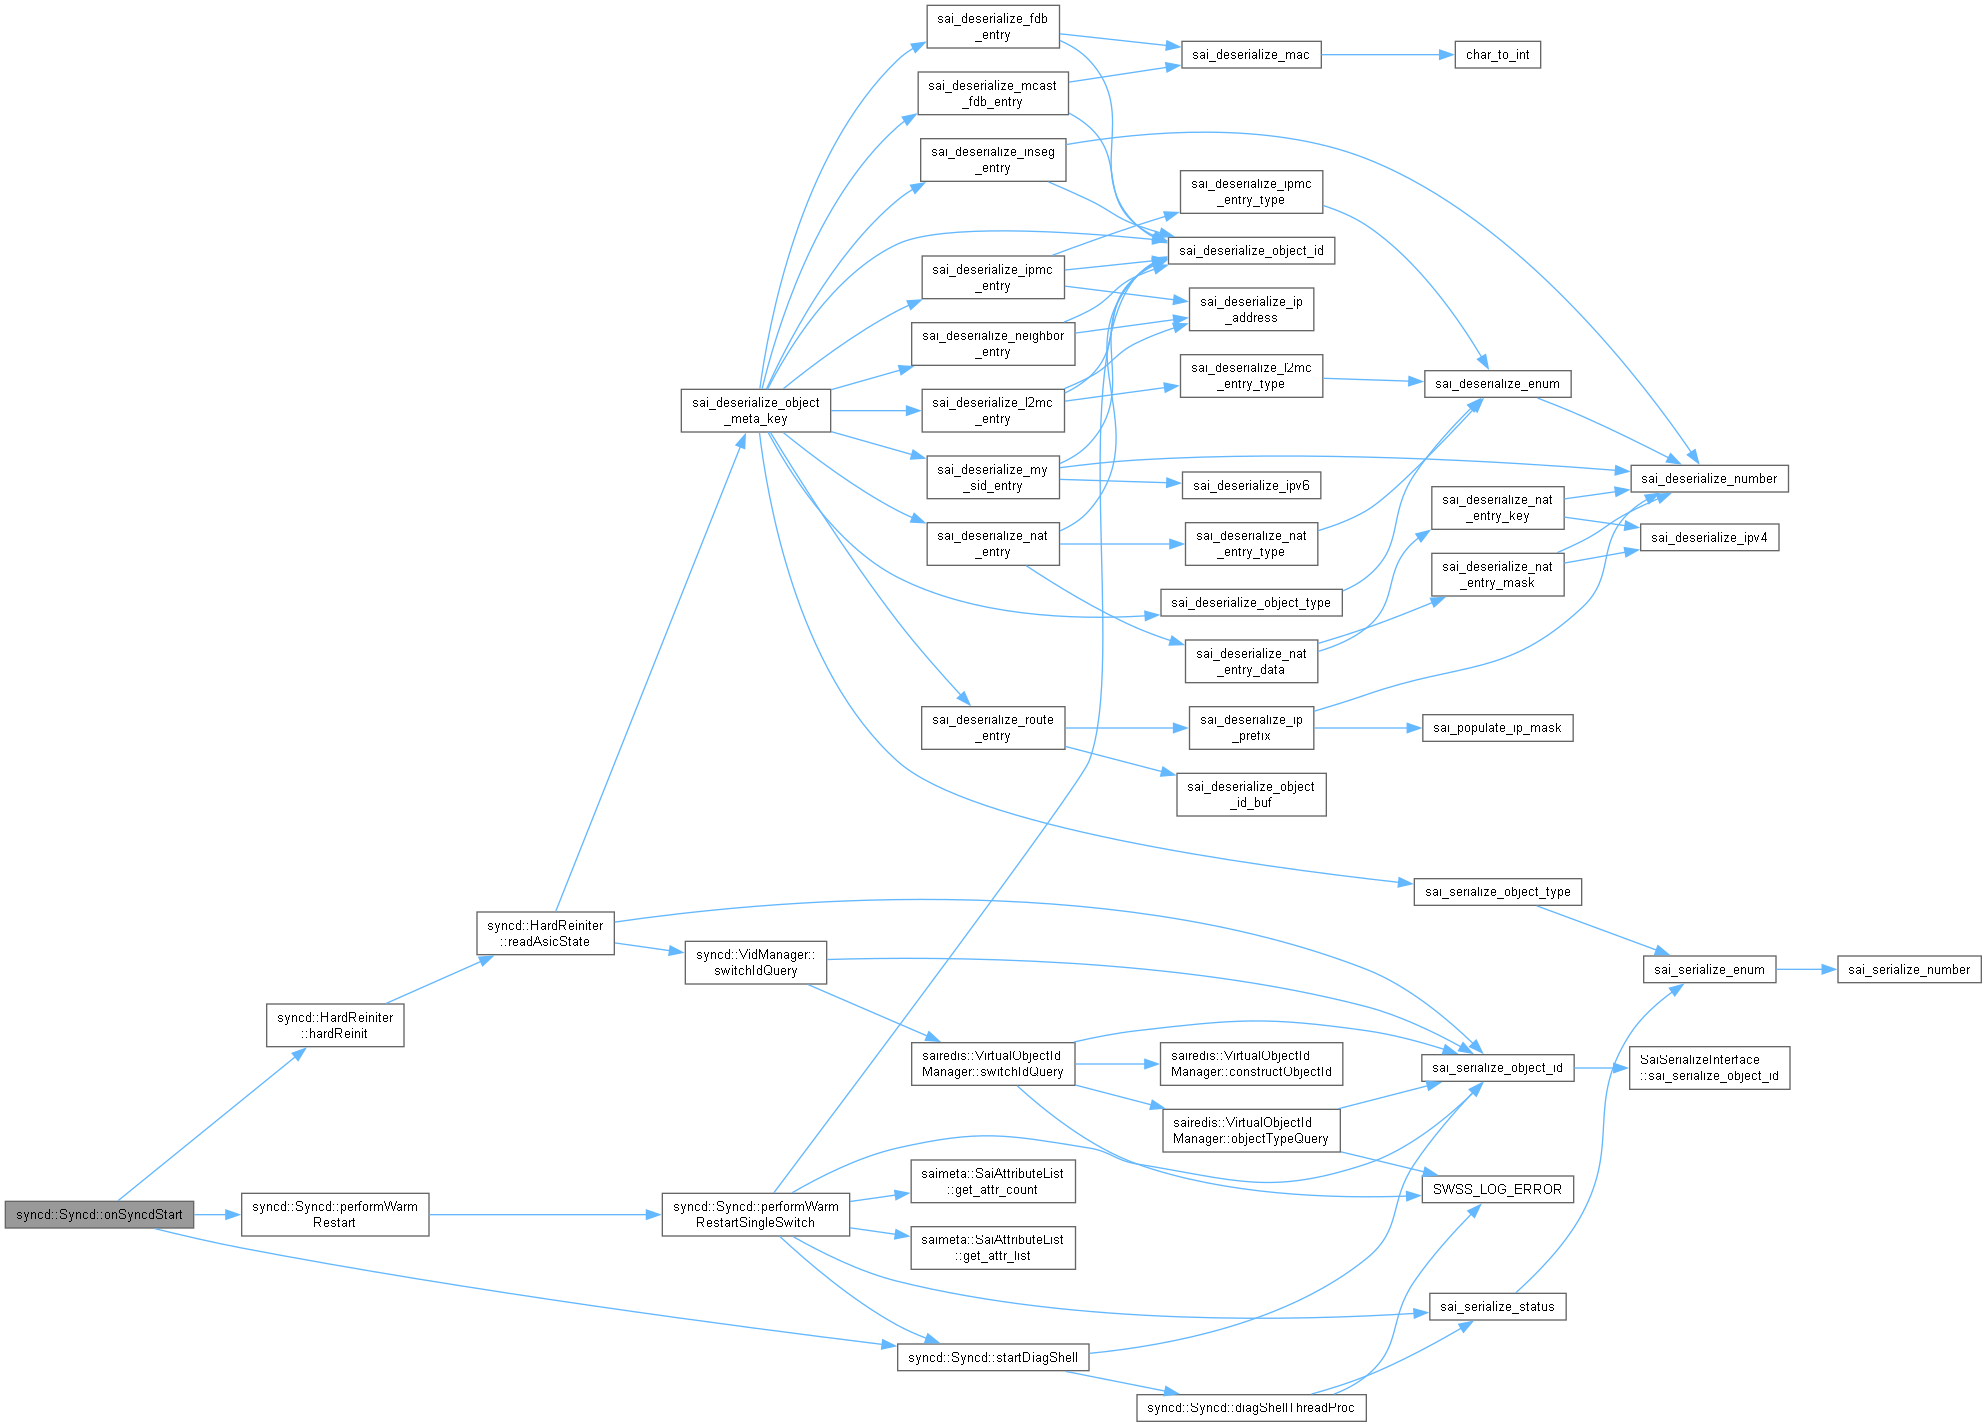 sai_deserialize_fdb
_entry
sai_deserialize_mac
char_to_int
sai_deserialize_mcast
_fdb_entry
sai_deserialize_inseg
_entry
sai_deserialize_ipmc
_entry_type
sai_deserialize_object_id
sai_deserialize_ipmc
_entry
sai_deserialize_ip
_address
sai_deserialize_neighbor
_entry
sai_deserialize_l2mc
_entry_type
sai_deserialize_enum
sai_deserialize_object
_meta_key
sai_deserialize_l2mc
_entry
sai_deserialize_my
_sid_entry
sai_deserialize_ipv6
sai_deserialize_number
sai_deserialize_nat
_entry_key
sai_deserialize_nat
_entry
sai_deserialize_nat
_entry_type
sai_deserialize_ipv4
sai_deserialize_nat
_entry_mask
sai_deserialize_object_type
sai_deserialize_nat
_entry_data
sai_deserialize_route
_entry
sai_deserialize_ip
_prefix
sai_populate_ip_mask
sai_deserialize_object
_id_buf
sai_serialize_object_type
syncd::HardReiniter
::readAsicState
syncd::VidManager::
switchIdQuery
sai_serialize_enum
sai_serialize_number
syncd::HardReiniter
::hardReinit
sairedis::VirtualObjectId
Manager::switchIdQuery
sairedis::VirtualObjectId
Manager::constructObjectId
sai_serialize_object_id
SaiSerializeInterface
::sai_serialize_object_id
sairedis::VirtualObjectId
Manager::objectTypeQuery
saimeta::SaiAttributeList
::get_attr_count
SWSS_LOG_ERROR
syncd::Syncd::onSyncdStart
syncd::Syncd::performWarm
Restart
syncd::Syncd::performWarm
RestartSingleSwitch
saimeta::SaiAttributeList
::get_attr_list
sai_serialize_status
syncd::Syncd::startDiagShell
syncd::Syncd::diagShellThreadProc